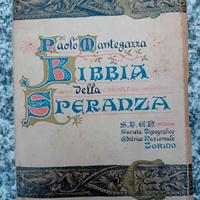 Paolo Mantegazza
BIBBIA
della
SPERANZA
S.T.E.N.
Società Tipografico
Editrice Nazionale
TORINO